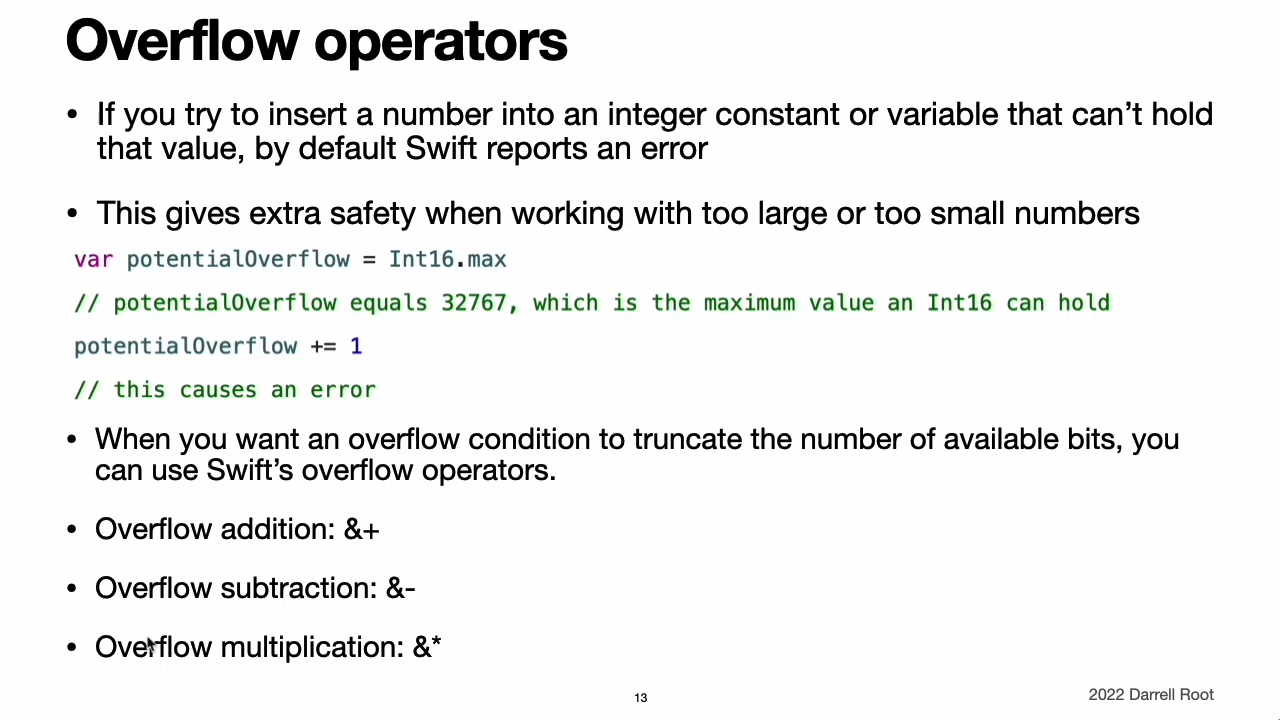 Overflow operators
• If you try to insert a number into an integer constant or variable that can’t hold
that value, by default Swift reports an error
• This gives extra safety when working with too large or too small numbers
var potentialOverflow = Int16.max
// potentialOverflow equals 32767, which is the maximum value an Int16 can hold
potentialOverflow += 1
// this causes an error
• When you want an overflow condition to truncate the number of available bits, you
can use Swift’s overflow operators.
• Overflow addition: &+
• Overflow subtraction: &-
• Overflow multiplication: &*
13
2022 Darrell Root